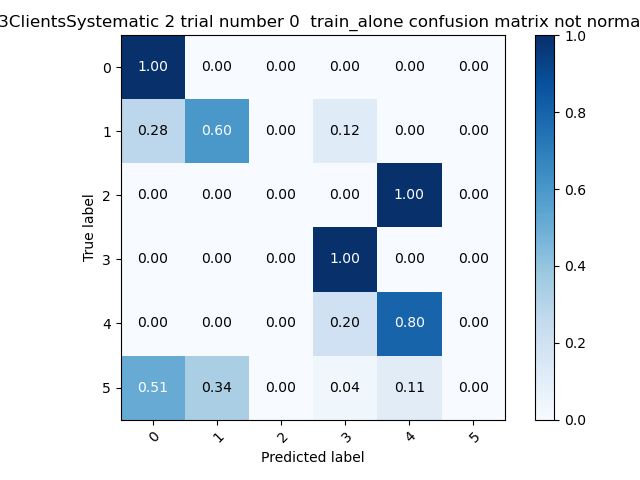 3ClientsSystematic 2 trial number 0 train_alone confusion matrix not norma
0 1.00 0.00 0.00 0.00 0.00 0.00
1 0.28 0.60 0.00 0.12 0.00 0.00
2 0.00 0.00 0.00 0.00 1.00 0.00
3 0.00 0.00 0.00 1.00 0.00 0.00
4 0.00 0.00 0.00 0.20 0.80 0.00
5 0.51 0.34 0.00 0.04 0.11 0.00
0 1 2 3 4 5
True label
Predicted label
1.0
0.8
0.6
0.4
0.2
0.0